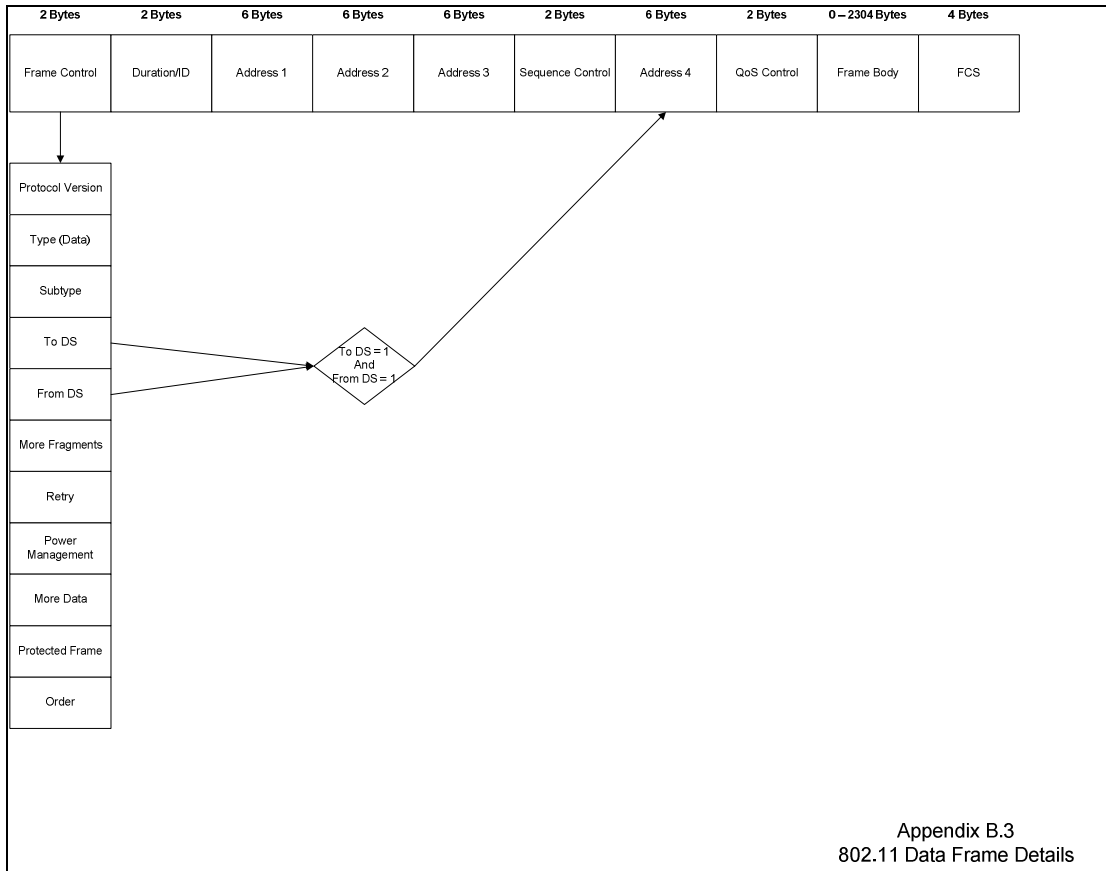 2 Bytes 2 Bytes 6 Bytes 6 Bytes 6 Bytes 2 Bytes 6 Bytes 2 Bytes 0 – 2304 Bytes 4 Bytes
Frame Control Duration/ID Address 1 Address 2 Address 3 Sequence Control Address 4 QoS Control Frame Body FCS
Protocol Version
Type (Data)
Subtype
To DS
From DS
To DS = 1
And
From DS = 1
More Fragments
Retry
Power
Management
More Data
Protected Frame
Order
Appendix B.3
802.11 Data Frame Details